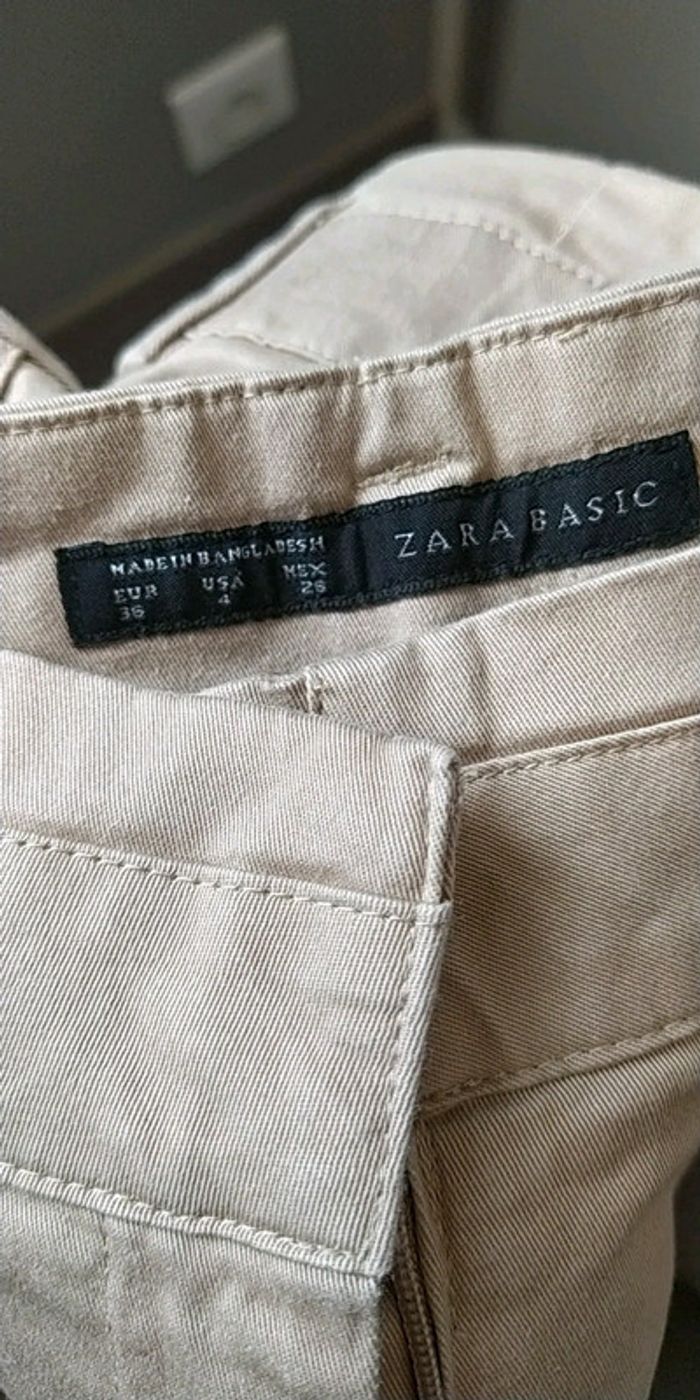 MADE IN BANGLADESH
EUR USA MEX
36 4 26
ZARA BASIC